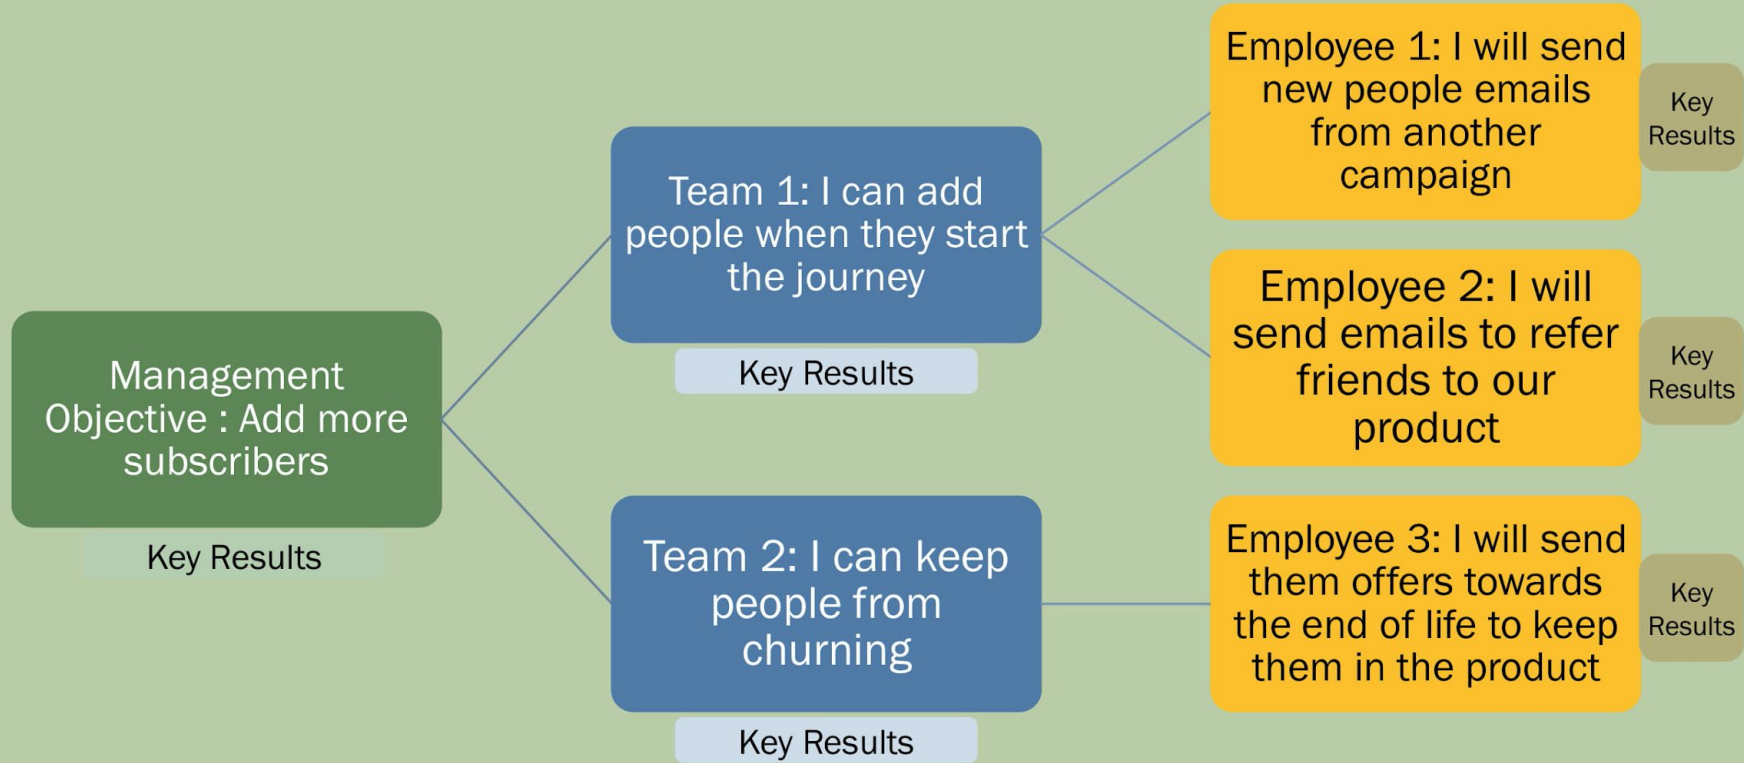 Management
Objective : Add more
subscribers
Key Results
Team 1: I can add
people when they start
the journey
Key Results
Team 2: I can keep
people from
churning
Key Results
Employee 1: I will send
new people emails
from another
campaign
Key
Results
Employee 2: I will
send emails to refer
friends to our
product
Key
Results
Employee 3: I will send
them offers towards
the end of life to keep
them in the product
Key
Results